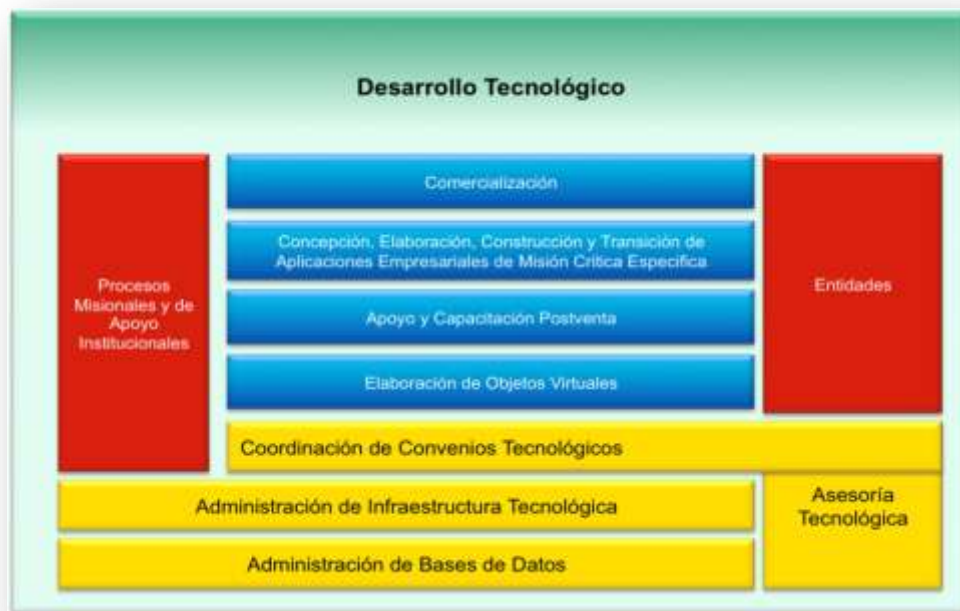 Desarrollo Tecnológico
Comercialización
Concepción, Elaboración, Construcción y Transición de
Aplicaciones Empresariales de Misión Crítica Especifica
Procesos
Misionales y de
Apoyo
Institucionales
Entidades
Apoyo y Capacitación Postventa
Elaboración de Objetos Virtuales
Coordinación de Convenios Tecnológicos
Administración de Infraestructura Tecnológica
Asesoría
Tecnológica
Administración de Bases de Datos